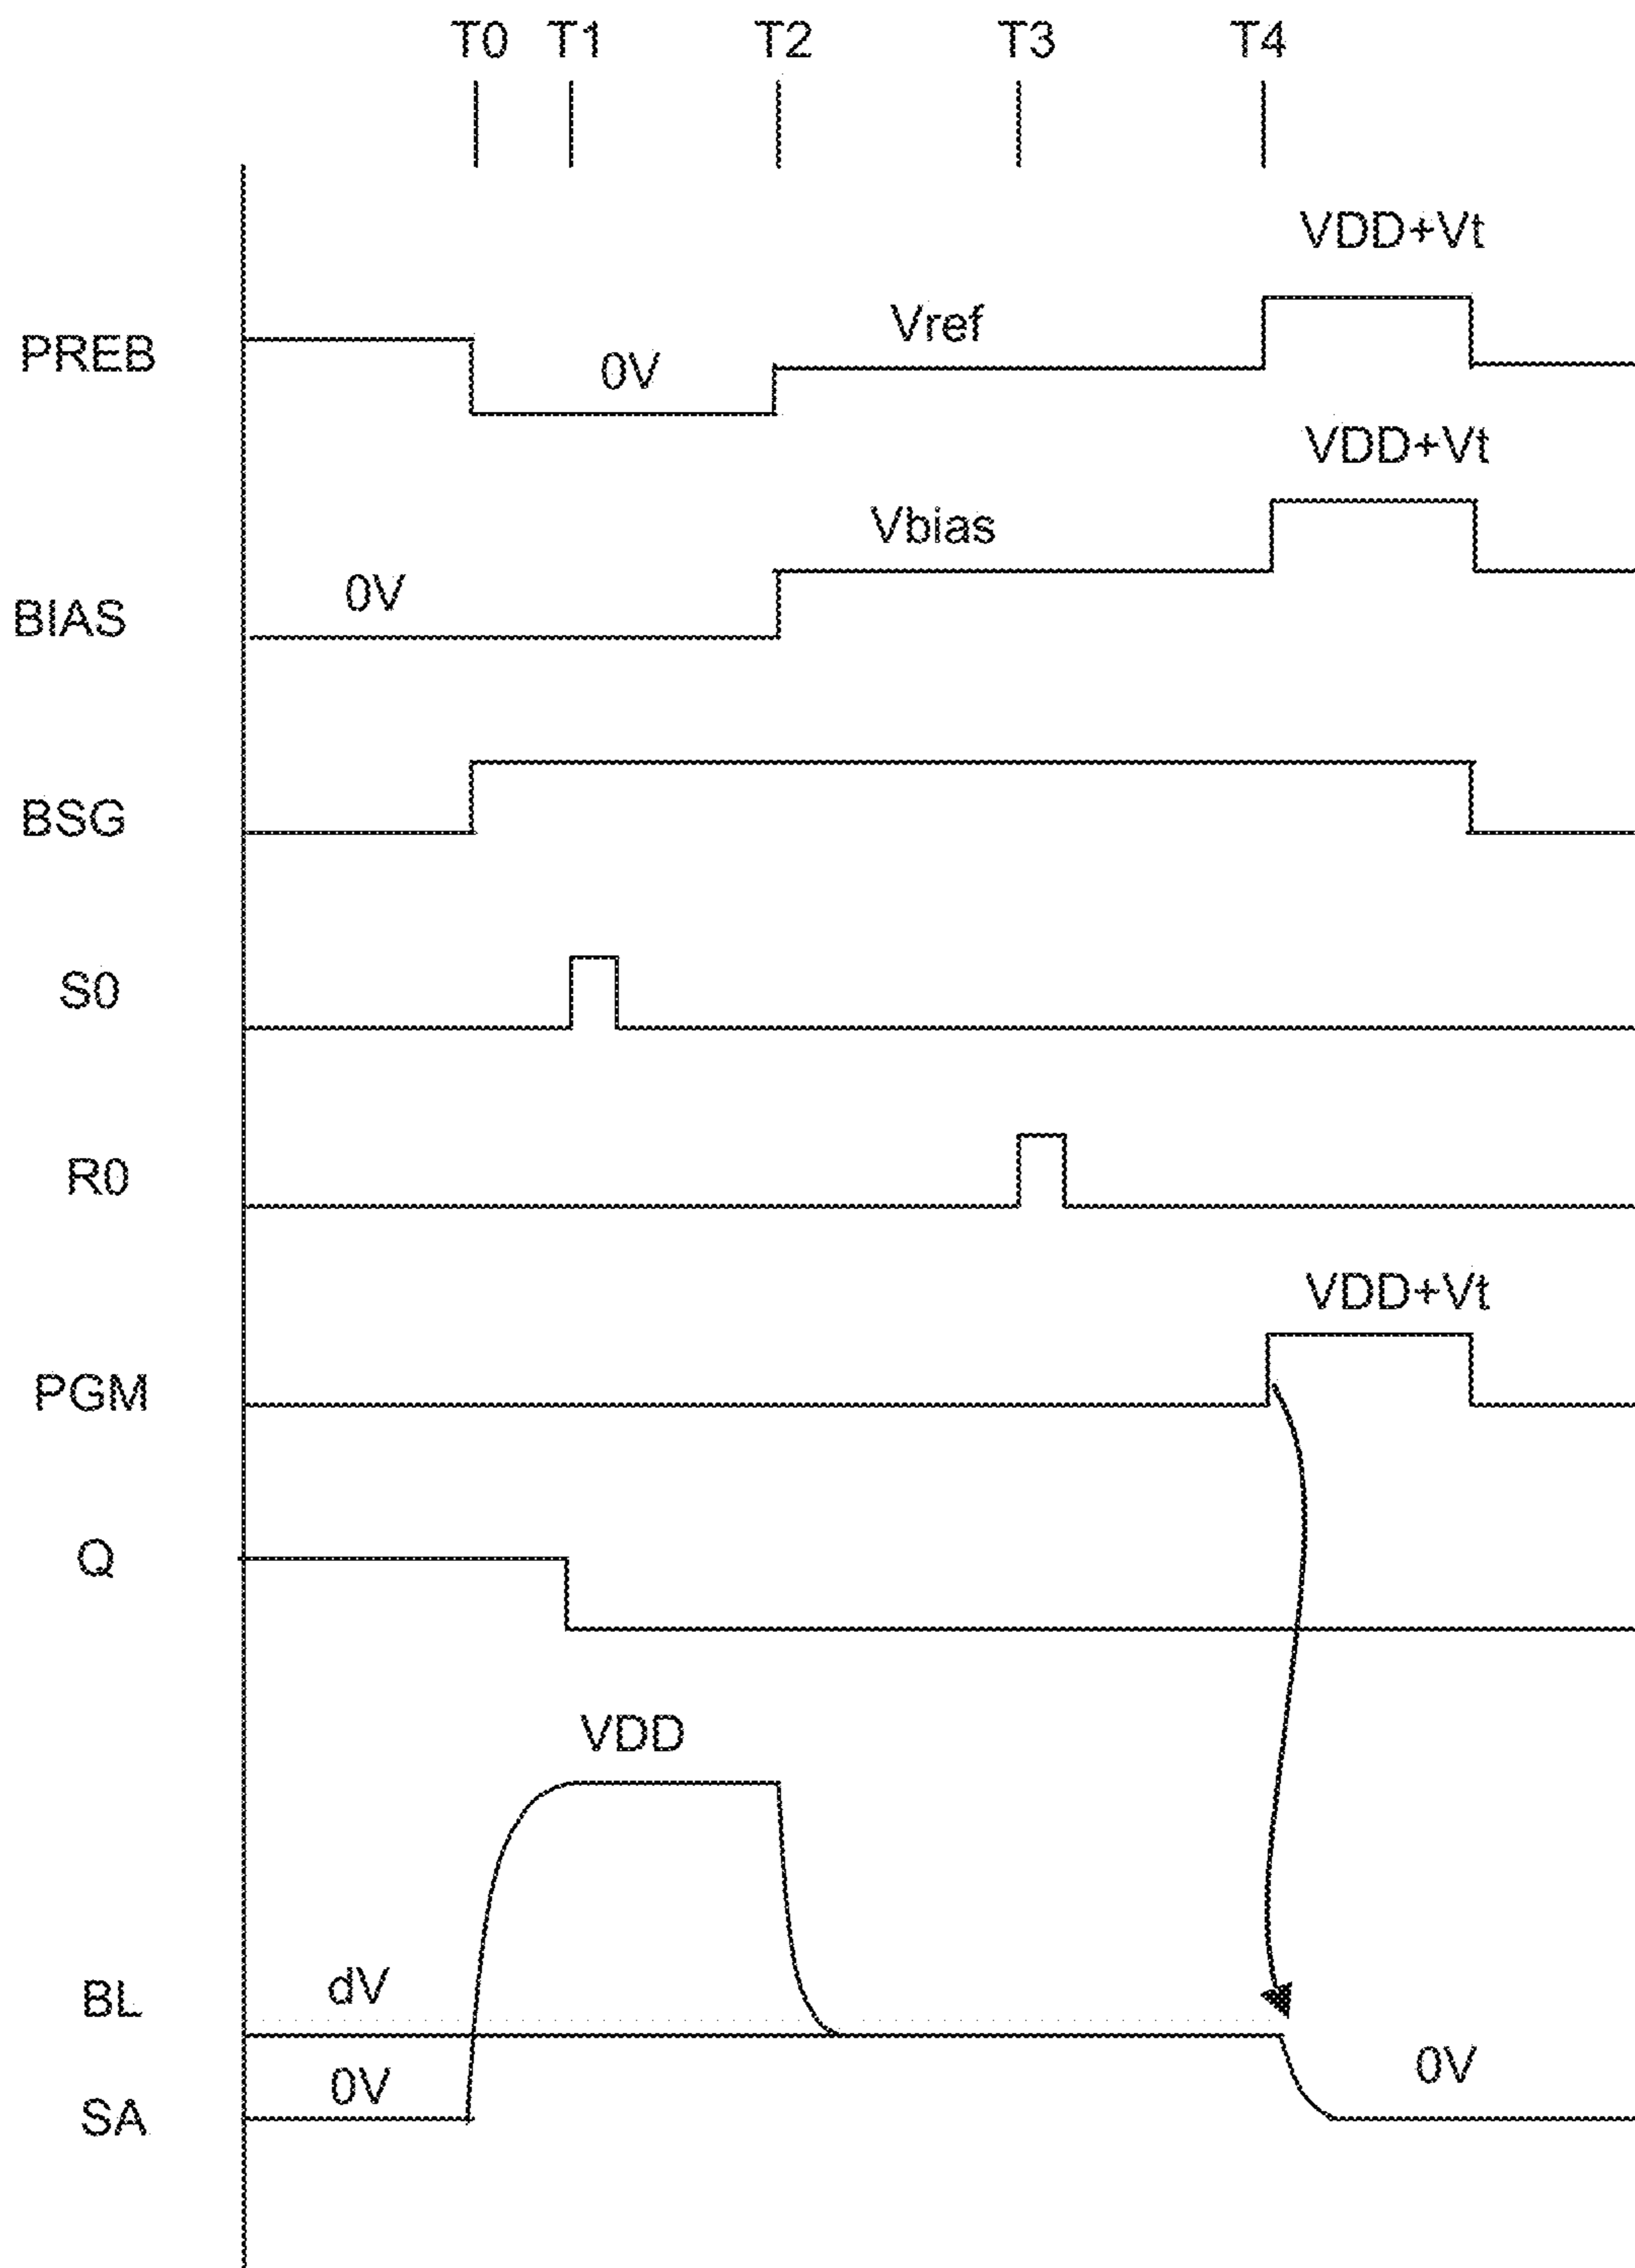 T0 T1 T2 T3 T4
VDD+Vt
Vref
PREB
0V
VDD+Vt
Vbias
0V
BIAS
BSG
S0
R0
VDD+Vt
PGM
Q
VDD
dV
BL
0V
0V
SA